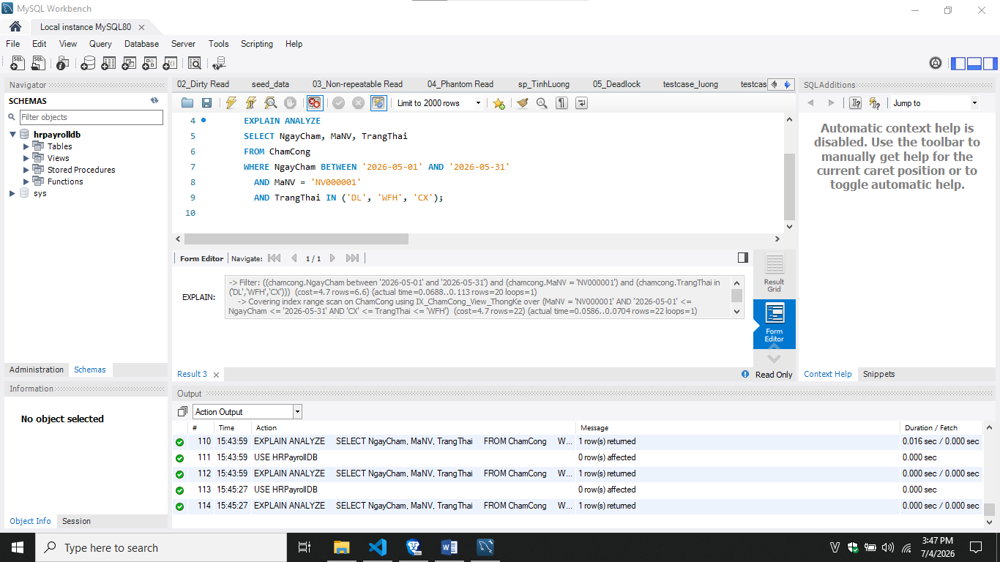 MySQL Workbench
Local instance MySQL80
File Edit View Query Database Server Tools Scripting Help
Navigator
SCHEMAS
Filter objects
hrpayrolldb
Tables
Views
Stored Procedures
Functions
sys
Administration Schemas
Information
No object selected
Object Info Session
02_Dirty Read seed_data 03_Non-repeatable Read 04_Phantom Read sp_TinhLuong 05_Deadlock testcase_luong testcas
Limit to 2000 rows
4 EXPLAIN ANALYZE
5 SELECT NgayCham, MaNV, TrangThai
6 FROM ChamCong
7 WHERE NgayCham BETWEEN '2026-05-01' AND '2026-05-31'
8 AND MaNV = 'NV000001'
9 AND TrangThai IN ('DL', 'WFH', 'CX');
10
Form Editor Navigate: 1 / 1
EXPLAIN:
-> Filter: ((chamcong.NgayCham between '2026-05-01' and '2026-05-31') and (chamcong.MaNV = 'NV000001') and (chamcong.TrangThai in
('DL','WFH','CX'))) (cost=4.7 rows=6.6) (actual time=0.0688..0.113 rows=20 loops=1)
-> Covering index range scan on ChamCong using IX_ChamCong_View_ThongKe over (MaNV = 'NV000001' AND '2026-05-01' <=
NgayCham <= '2026-05-31' AND 'CX' <= TrangThai <= 'WFH') (cost=4.7 rows=22) (actual time=0.0586..0.0704 rows=22 loops=1)
Result
Grid
Form
Editor
Result 3
Read Only
SQLAdditions
Jump to
Automatic context help is
disabled. Use the toolbar to
manually get help for the
current caret position or to
toggle automatic help.
Context Help Snippets
Output
Action Output
# Time Action Message Duration / Fetch
110 15:43:59 EXPLAIN ANALYZE SELECT NgayCham, MaNV, TrangThai FROM ChamCong W... 1 row(s) returned 0.016 sec / 0.000 sec
111 15:43:59 USE HRPayrollDB 0 row(s) affected 0.000 sec
112 15:43:59 EXPLAIN ANALYZE SELECT NgayCham, MaNV, TrangThai FROM ChamCong W... 1 row(s) returned 0.000 sec / 0.000 sec
113 15:45:27 USE HRPayrollDB 0 row(s) affected 0.000 sec
114 15:45:27 EXPLAIN ANALYZE SELECT NgayCham, MaNV, TrangThai FROM ChamCong W... 1 row(s) returned 0.000 sec / 0.000 sec
Type here to search
3:47 PM
7/4/2026